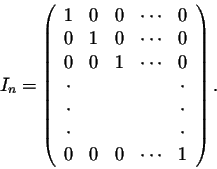 I_n = ( 1 0 0 ⋯ 0
0 1 0 ⋯ 0
0 0 1 ⋯ 0
. .
. .
. .
0 0 0 ⋯ 1 ) .